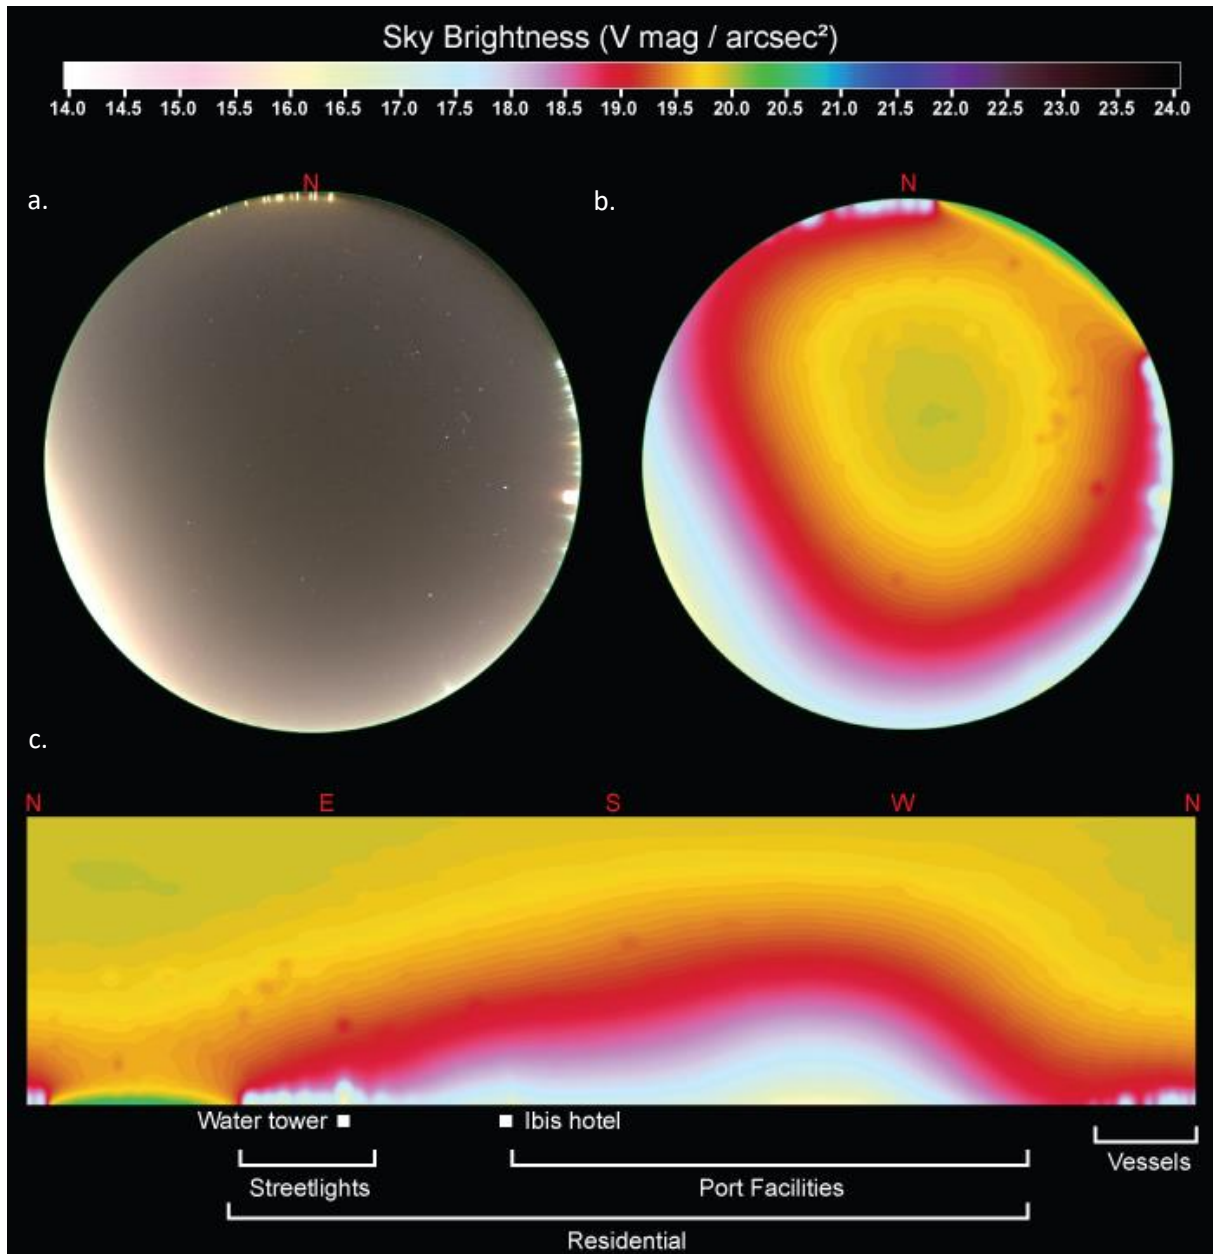 Sky Brightness (V mag / arcsec²)
14.0 14.5 15.0 15.5 16.0 16.5 17.0 17.5 18.0 18.5 19.0 19.5 20.0 20.5 21.0 21.5 22.0 22.5 23.0 23.5 24.0
a. N
b. N
c.
N E S W N
Water tower Ibis hotel
Vessels
Streetlights Port Facilities
Residential